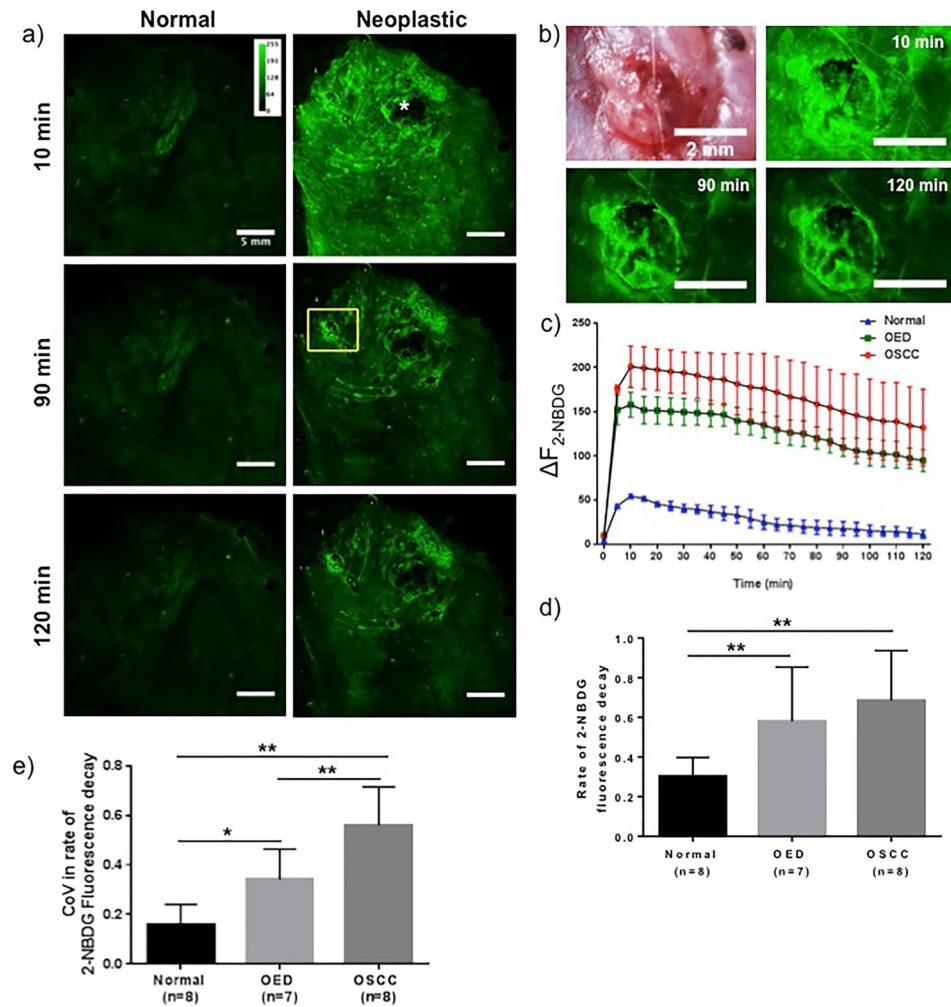 a)
Normal
Neoplastic
10 min
255
191
128
64
0
*
5 mm
90 min
120 min
b)
10 min
2 mm
90 min
120 min
c)
Normal
OED
OSCC
ΔF2-NBDG
250
200
150
100
50
0
0 10 20 30 40 50 60 70 80 90 100 110 120
Time (min)
d)
**
**
Rate of 2-NBDG
fluorescence decay
1.0
0.8
0.6
0.4
0.2
0.0
Normal OED OSCC
(n=8) (n=7) (n=8)
e)
**
**
*
CoV in rate of
2-NBDG Fluorescence decay
0.8
0.6
0.4
0.2
0.0
Normal OED OSCC
(n=8) (n=7) (n=8)